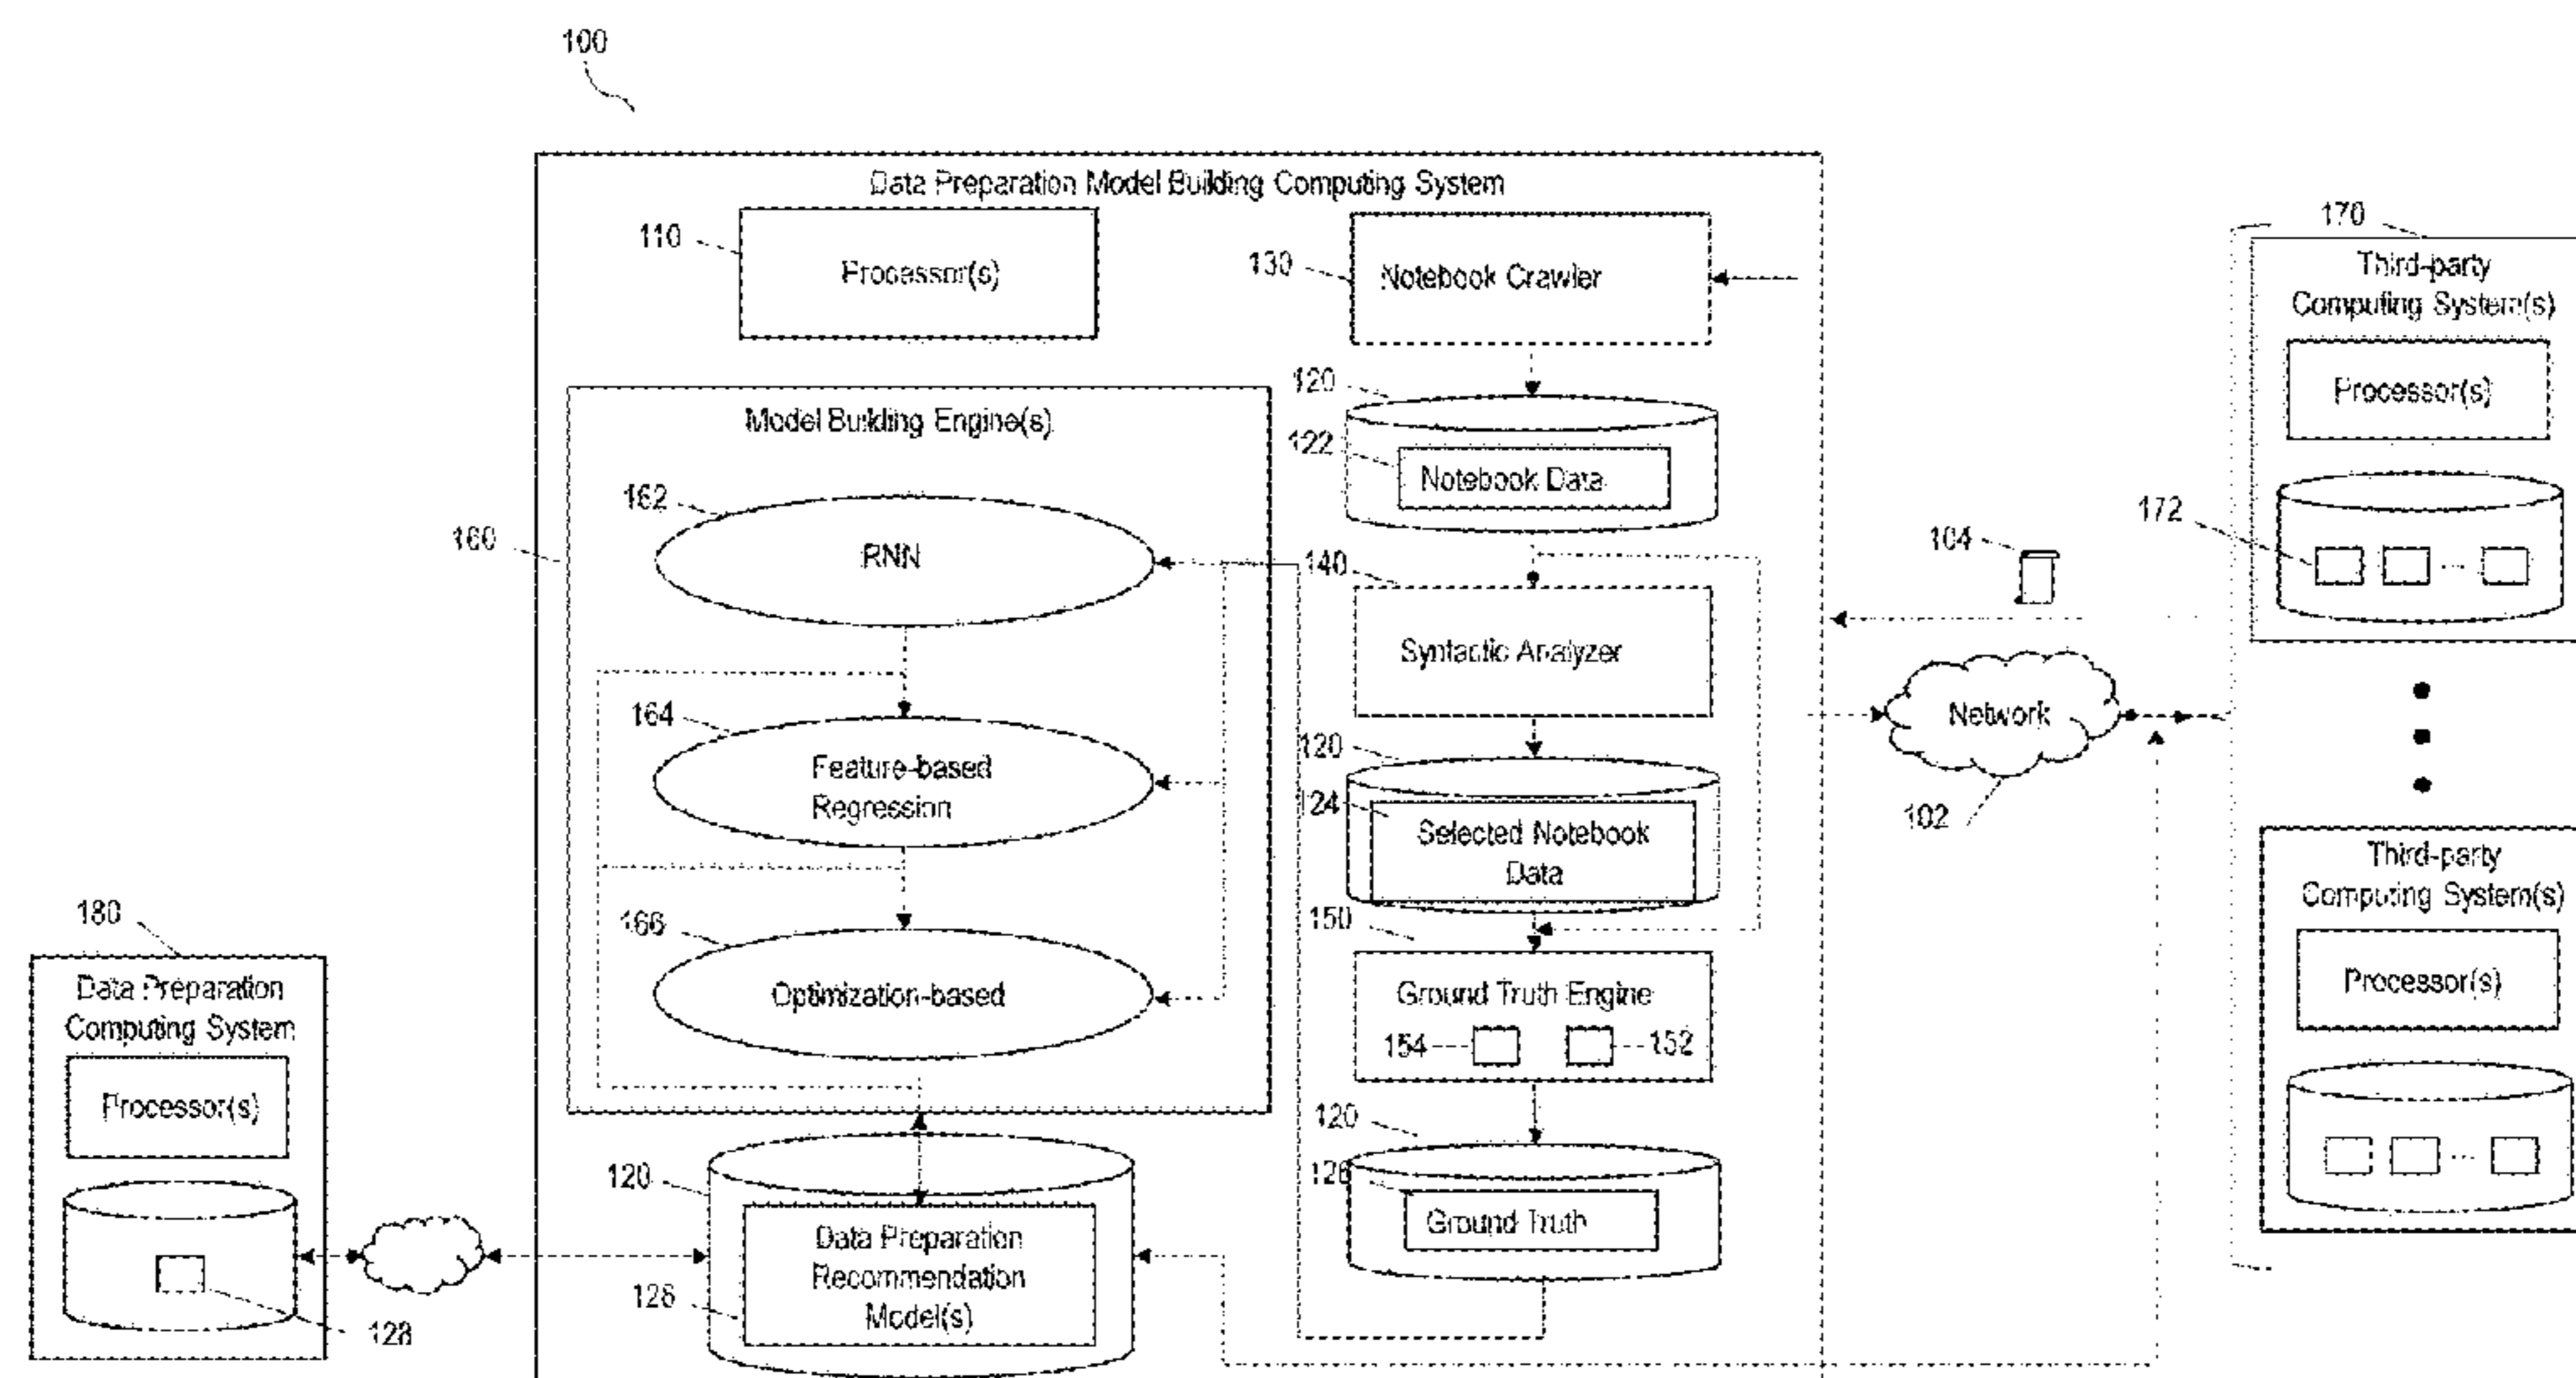 100
Data Preparation Model Building Computing System
110
Processor(s)
130
Notebook Crawler
170
Third-party
Computing System(s)
Processor(s)
172
120
122
Notebook Data
Model Building Engine(s)
160
162
RNN
140
Syntactic Analyzer
104
Network
102
164
Feature-based
Regression
120
124
Selected Notebook
Data
Third-party
Computing System(s)
Processor(s)
166
Optimization-based
150
Ground Truth Engine
154
152
180
Data Preparation
Computing System
Processor(s)
128
120
126
Ground Truth
120
Data Preparation
Recommendation
Model(s)